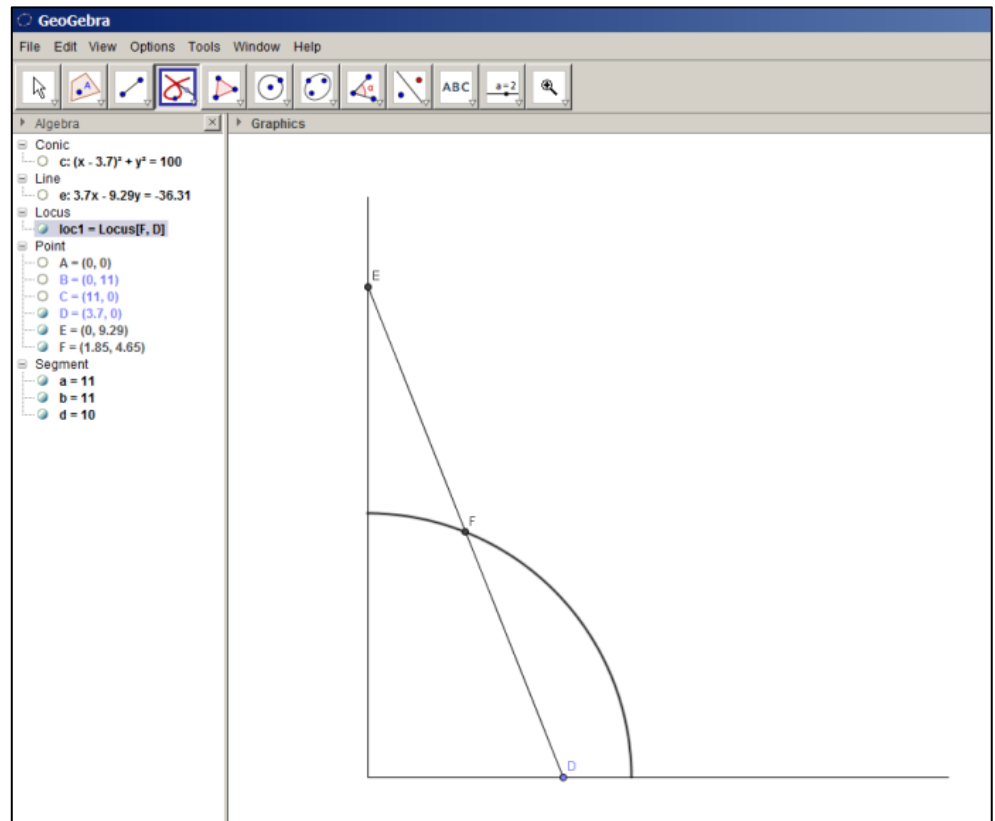 GeoGebra
File Edit View Options Tools Window Help
ABC a=2
Algebra Graphics
Conic
c: (x - 3.7)² + y² = 100
Line
e: 3.7x - 9.29y = -36.31
Locus
loc1 = Locus[F, D]
Point
A = (0, 0)
B = (0, 11)
C = (11, 0)
D = (3.7, 0)
E = (0, 9.29)
F = (1.85, 4.65)
Segment
a = 11
b = 11
d = 10
E
F
D